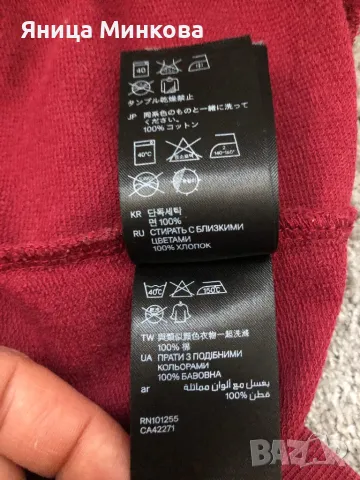 Яница Минкова
40
タンブル乾燥禁止
JP 同系色のものと一緒に洗って
ください。
100% コットン
40℃
KR 단독세탁
면 100%
RU СТИРАТЬ С БЛИЗКИМИ
ЦВЕТАМИ
100% ХЛОПОК
40℃ 150℃
TW 與類似顏色衣物一起洗滌
100% 棉
UA ПРАТИ З ПОДІБНИМИ
КОЛЬОРАМИ
100% БАВОВНА
ar يغسل مع ألوان مماثلة
قطن %100
RN101255
CA42271
BAZAR